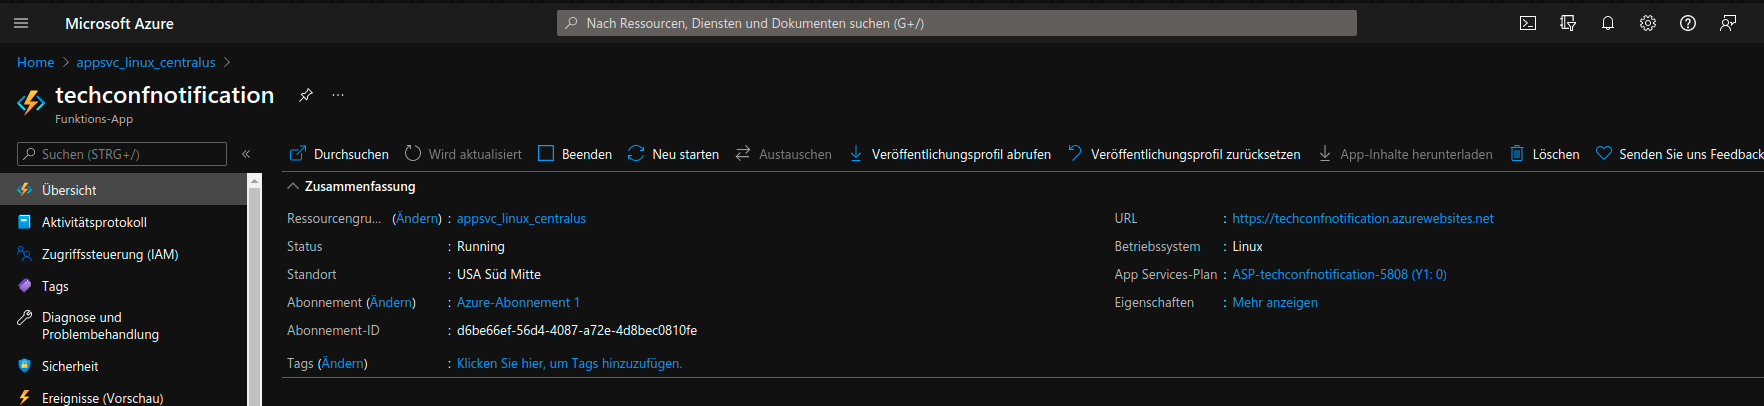 Microsoft Azure
Nach Ressourcen, Diensten und Dokumenten suchen (G+/)
Home > appsvc_linux_centralus >
techconfnotification
Funktions-App
Suchen (STRG+/)
Durchsuchen Wird aktualisiert Beenden Neu starten Austauschen Veröffentlichungsprofil abrufen Veröffentlichungsprofil zurücksetzen App-Inhalte herunterladen Löschen Senden Sie uns Feedback
Übersicht
Aktivitätsprotokoll
Zugriffssteuerung (IAM)
Tags
Diagnose und
Problembehandlung
Sicherheit
Ereignisse (Vorschau)
Zusammenfassung
Ressourcengru... (Ändern) : appsvc_linux_centralus
Status : Running
Standort : USA Süd Mitte
Abonnement (Ändern) : Azure-Abonnement 1
Abonnement-ID : d6be66ef-56d4-4087-a72e-4d8bec0810fe
Tags (Ändern) : Klicken Sie hier, um Tags hinzuzufügen.
URL : https://techconfnotification.azurewebsites.net
Betriebssystem : Linux
App Services-Plan : ASP-techconfnotification-5808 (Y1: 0)
Eigenschaften : Mehr anzeigen